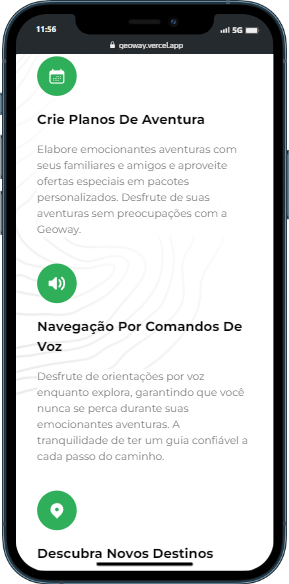 11:56
5G
geoway.vercel.app
Crie Planos De Aventura
Elabore emocionantes aventuras com
seus familiares e amigos e aproveite
ofertas especiais em pacotes
personalizados. Desfrute de suas
aventuras sem preocupações com a
Geoway.
Navegação Por Comandos De
Voz
Desfrute de orientações por voz
enquanto explora, garantindo que você
nunca se perca durante suas
emocionantes aventuras. A
tranquilidade de ter um guia confiável a
cada passo do caminho.
Descubra Novos Destinos